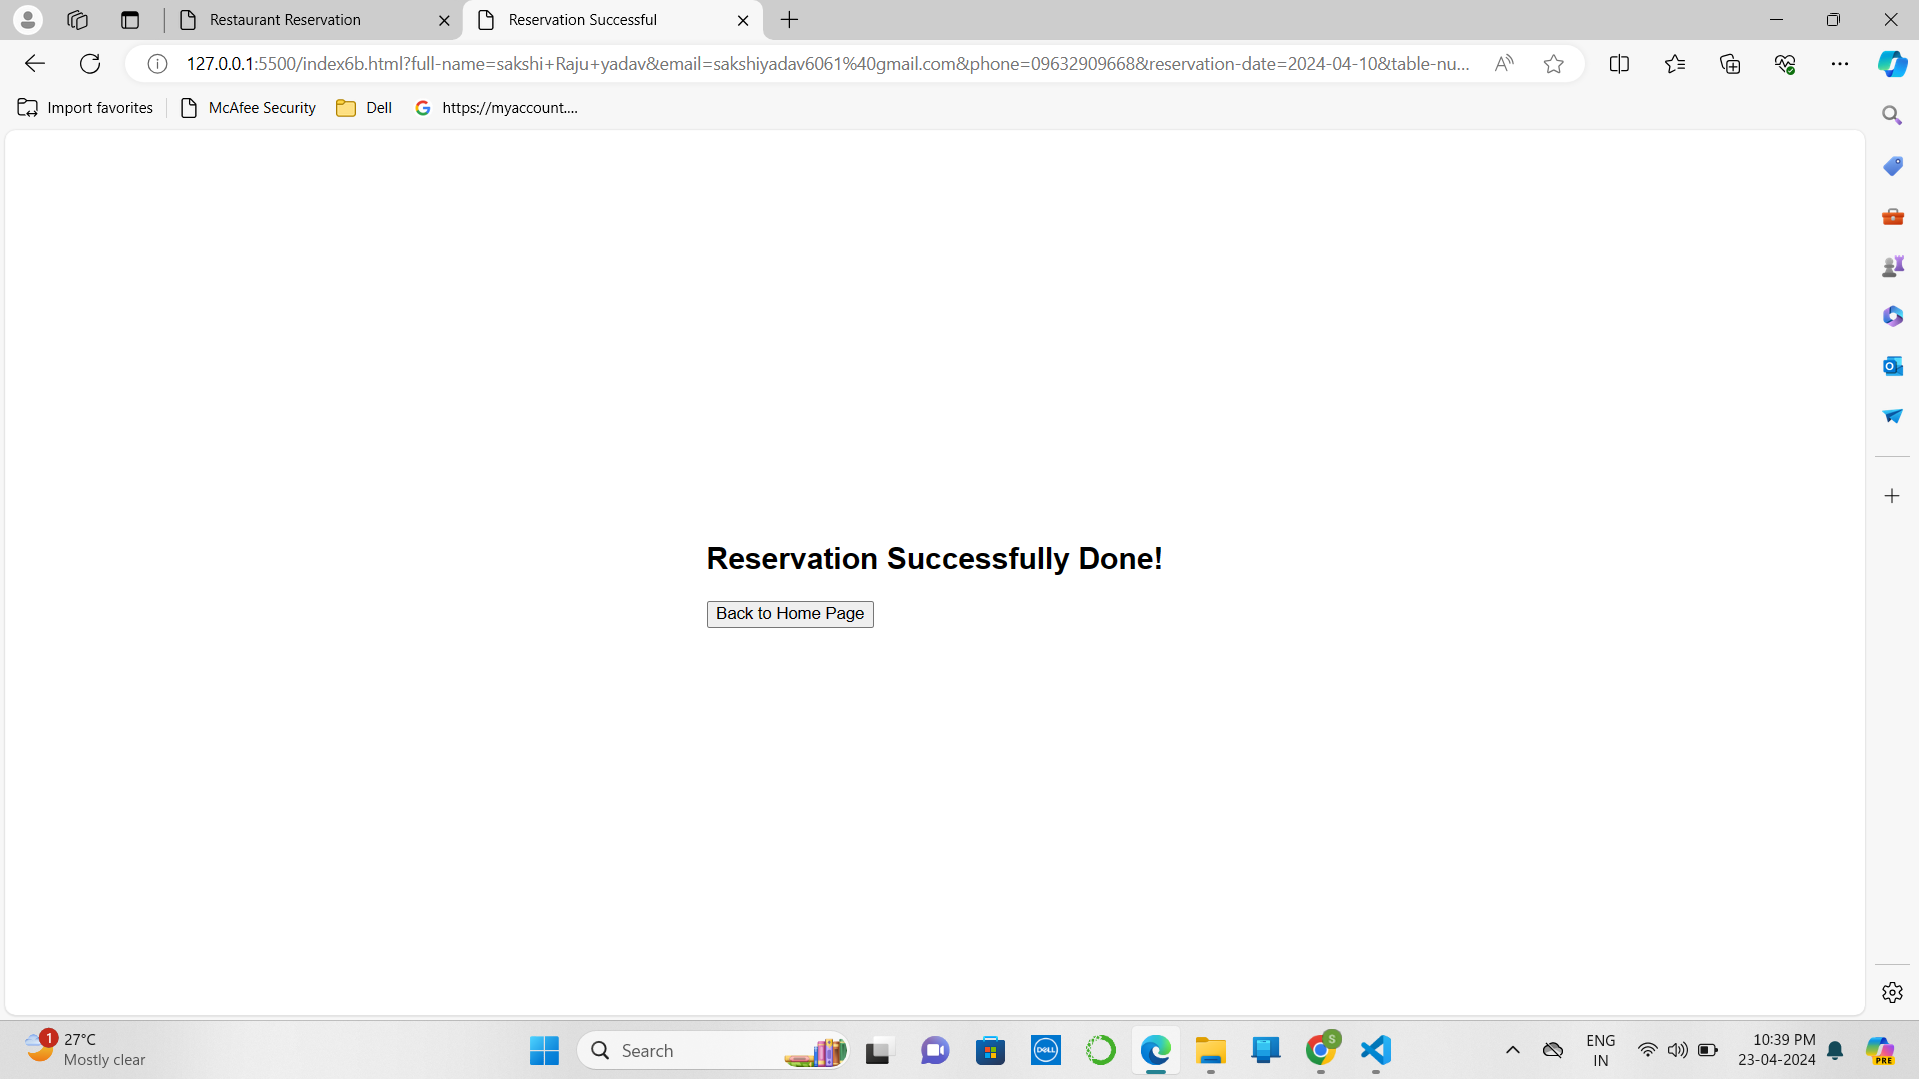 Restaurant Reservation
Reservation Successful
127.0.0.1:5500/index6b.html?full-name=sakshi+Raju+yadav&email=sakshiyadav6061%40gmail.com&phone=09632909668&reservation-date=2024-04-10&table-nu...
Import favorites
McAfee Security
Dell
https://myaccount....
Reservation Successfully Done!
Back to Home Page
1
27°C
Mostly clear
Search
DELL
S
ENG
IN
10:39 PM
23-04-2024
PRE